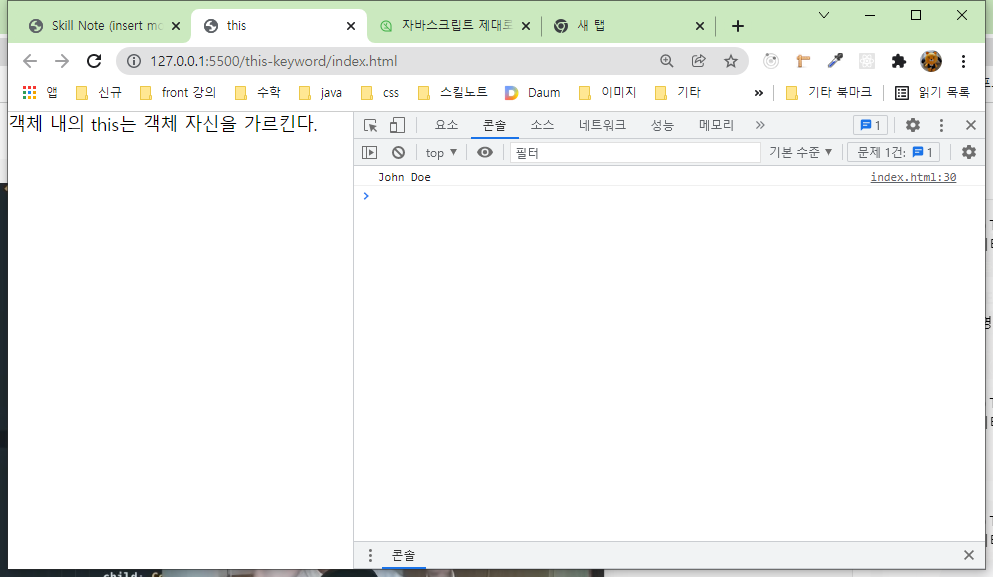 Skill Note (insert mo
this
자바스크립트 제대로
새 탭
127.0.0.1:5500/this-keyword/index.html
앱
신규
front 강의
수학
java
css
스킬노트
Daum
이미지
기타
»
기타 북마크
읽기 목록
객체 내의 this는 객체 자신을 가르킨다.
요소
콘솔
소스
네트워크
성능
메모리
»
1
top
필터
기본 수준
문제 1건:
1
John Doe
index.html:30
콘솔
child: